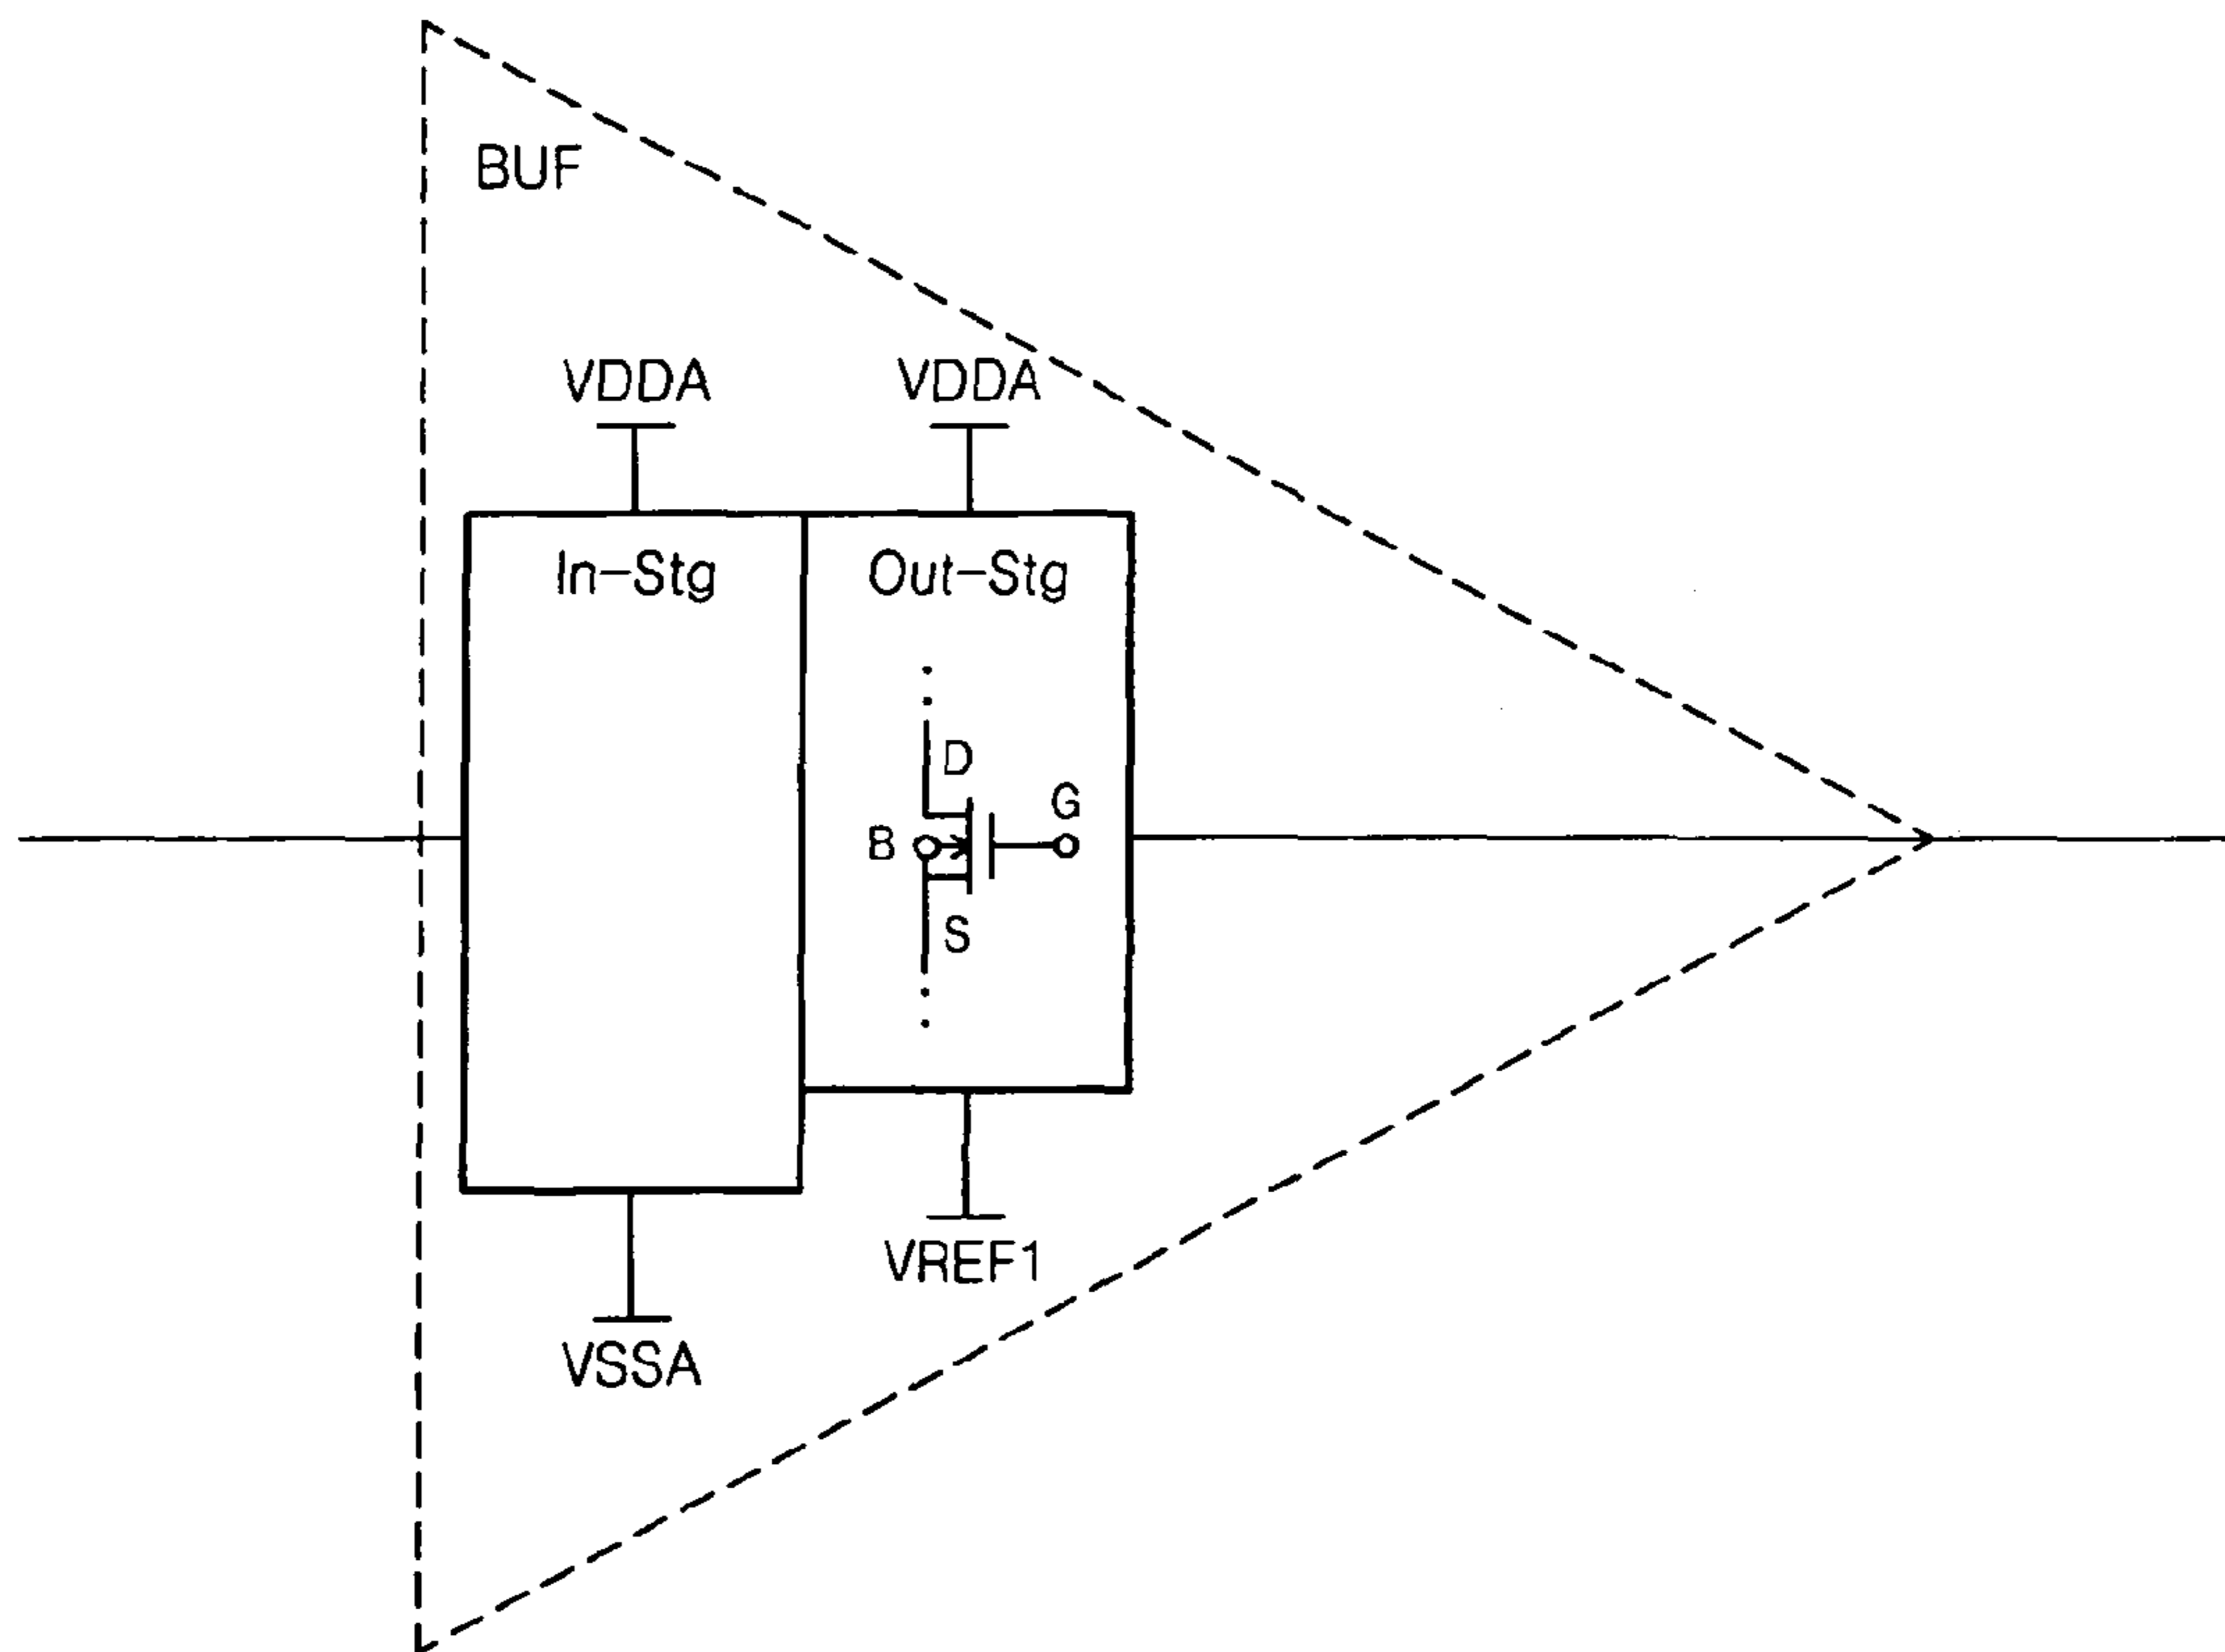 BUF
VDDA
VDDA
In-Stg
Out-Stg
D
G
B
S
VREF1
VSSA